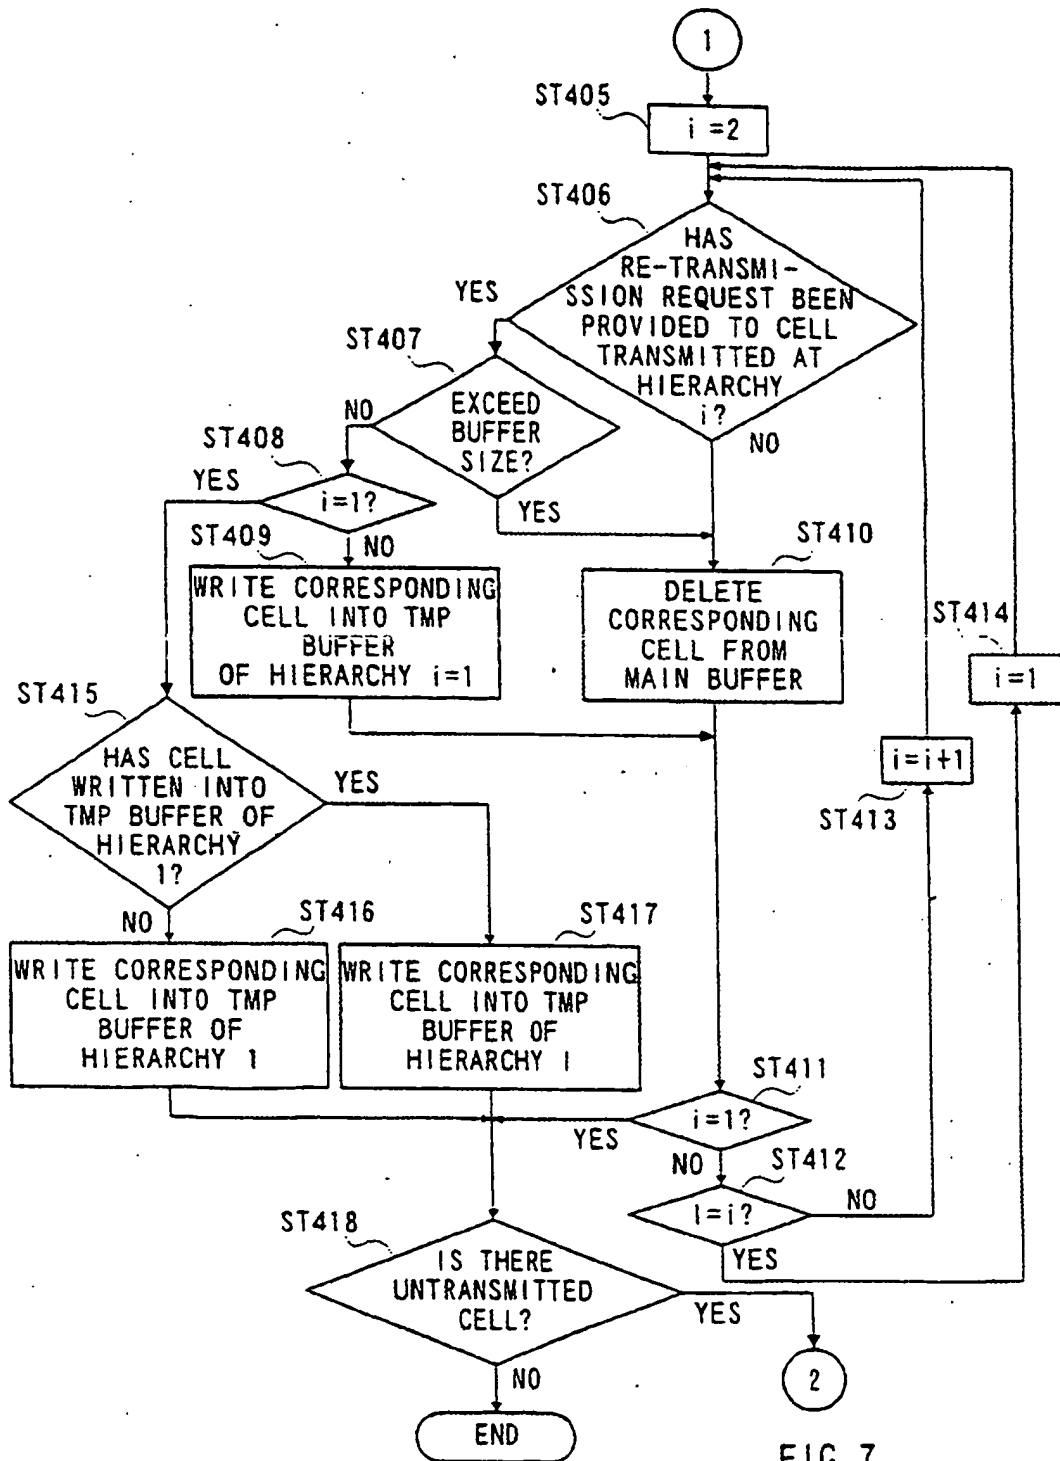 1
ST405
i=2
ST406
HAS
RE-TRANSMI-
SSION REQUEST BEEN
PROVIDED TO CELL
TRANSMITTED AT
HIERARCHY
i?
YES
NO
ST407
EXCEED
BUFFER
SIZE?
NO
YES
ST408
i=1?
YES
NO
ST409
WRITE CORRESPONDING
CELL INTO TMP
BUFFER
OF HIERARCHY i=1
ST410
DELETE
CORRESPONDING
CELL FROM
MAIN BUFFER
ST414
i=1
i=i+1
ST413
ST415
HAS CELL
WRITTEN INTO
TMP BUFFER OF
HIERARCHY
1?
YES
NO
ST416
WRITE CORRESPONDING
CELL INTO TMP
BUFFER OF
HIERARCHY 1
ST417
WRITE CORRESPONDING
CELL INTO TMP
BUFFER OF
HIERARCHY I
ST411
i=1?
YES
NO
ST412
I=i?
NO
YES
ST418
IS THERE
UNTRANSMITTED
CELL?
YES
NO
2
END
FIG. 7